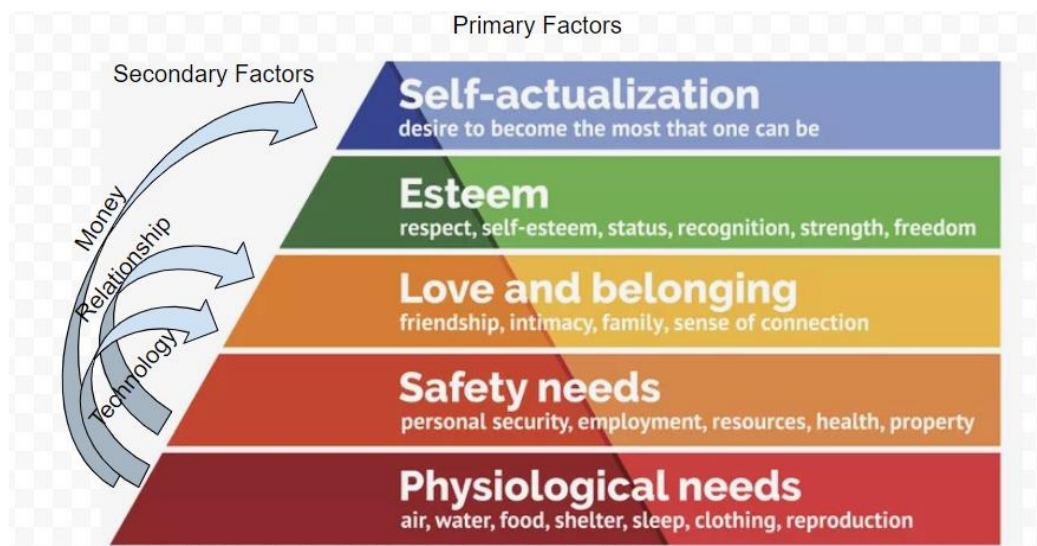 Primary Factors
Secondary Factors
Self-actualization
desire to become the most that one can be
Money
Esteem
respect, self-esteem, status, recognition, strength, freedom
Relationship
Love and belonging
friendship, intimacy, family, sense of connection
Technology
Safety needs
personal security, employment, resources, health, property
Physiological needs
air, water, food, shelter, sleep, clothing, reproduction